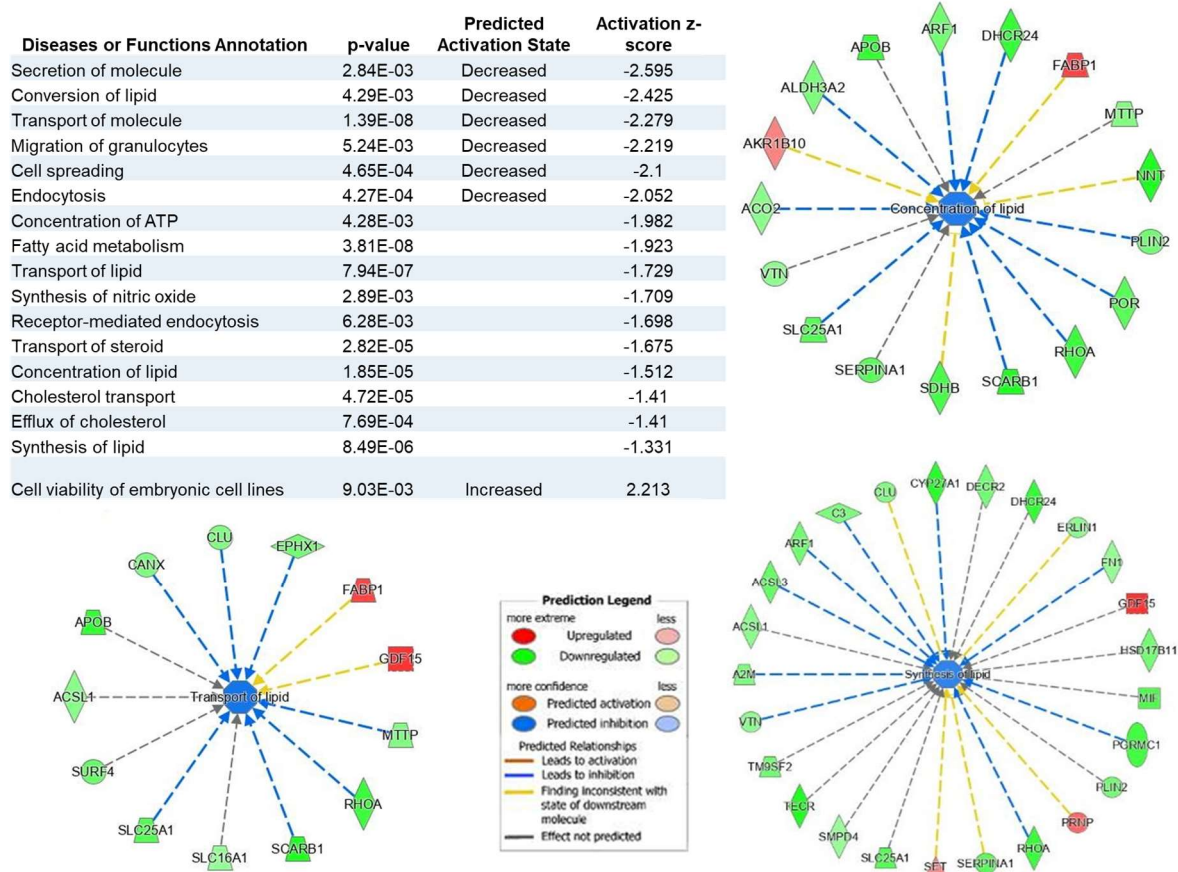 Diseases or Functions Annotation p-value Predicted Activation State Activation z-score
Secretion of molecule 2.84E-03 Decreased -2.595
Conversion of lipid 4.29E-03 Decreased -2.425
Transport of molecule 1.39E-08 Decreased -2.279
Migration of granulocytes 5.24E-03 Decreased -2.219
Cell spreading 4.65E-04 Decreased -2.1
Endocytosis 4.27E-04 Decreased -2.052
Concentration of ATP 4.28E-03 -1.982
Fatty acid metabolism 3.81E-08 -1.923
Transport of lipid 7.94E-07 -1.729
Synthesis of nitric oxide 2.89E-03 -1.709
Receptor-mediated endocytosis 6.28E-03 -1.698
Transport of steroid 2.82E-05 -1.675
Concentration of lipid 1.85E-05 -1.512
Cholesterol transport 4.72E-05 -1.41
Efflux of cholesterol 7.69E-04 -1.41
Synthesis of lipid 8.49E-06 -1.331
Cell viability of embryonic cell lines 9.03E-03 Increased 2.213
ARF1
DHCR24
APOB
FABP1
ALDH3A2
MTTP
AKR1B10
NNT
ACO2
Concentration of lipid
PLIN2
VTN
POR
SLC25A1
RHOA
SERPINA1
SDHB
SCARB1
CLU
EPHX1
CANX
FABP1
APOB
GDF15
ACSL1
Transport of lipid
MTTP
SURF4
RHOA
SLC25A1
SLC16A1
SCARB1
Prediction Legend
more extreme less
Upregulated
Downregulated
more confidence less
Predicted activation
Predicted inhibition
Predicted Relationships
Leads to activation
Leads to inhibition
Finding inconsistent with
state of downstream
molecule
Effect not predicted
CYP27A1
DECR2
CLU
DHCR24
C3
ERLIN1
ARF1
FN1
ACSL3
GDF15
ACSL1
HSD17B11
A2M
Synthesis of lipid
MIF
VTN
PGRMC1
TM9SF2
PLIN2
TECR
PRNP
SMPD4
RHOA
SLC25A1
SET
SERPINA1